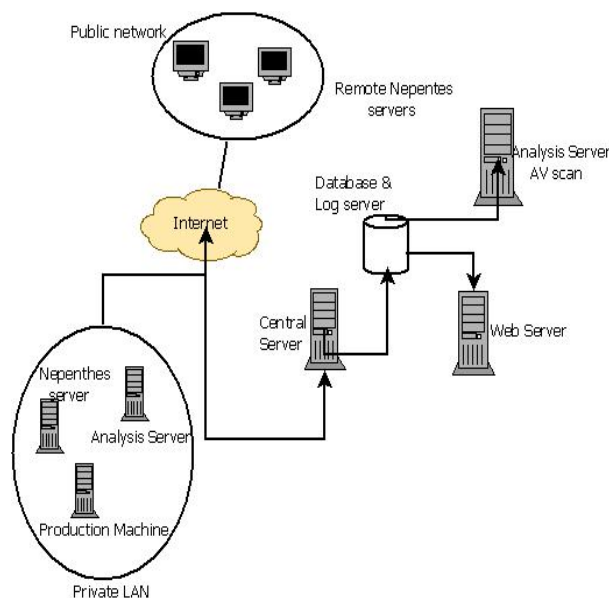 Public network
Remote Nepentes
servers
Analysis Server
AV scan
Database &
Log server
Internet
Central
Server
Web Server
Nepenthes
server
Analysis Server
Production Machine
Private LAN